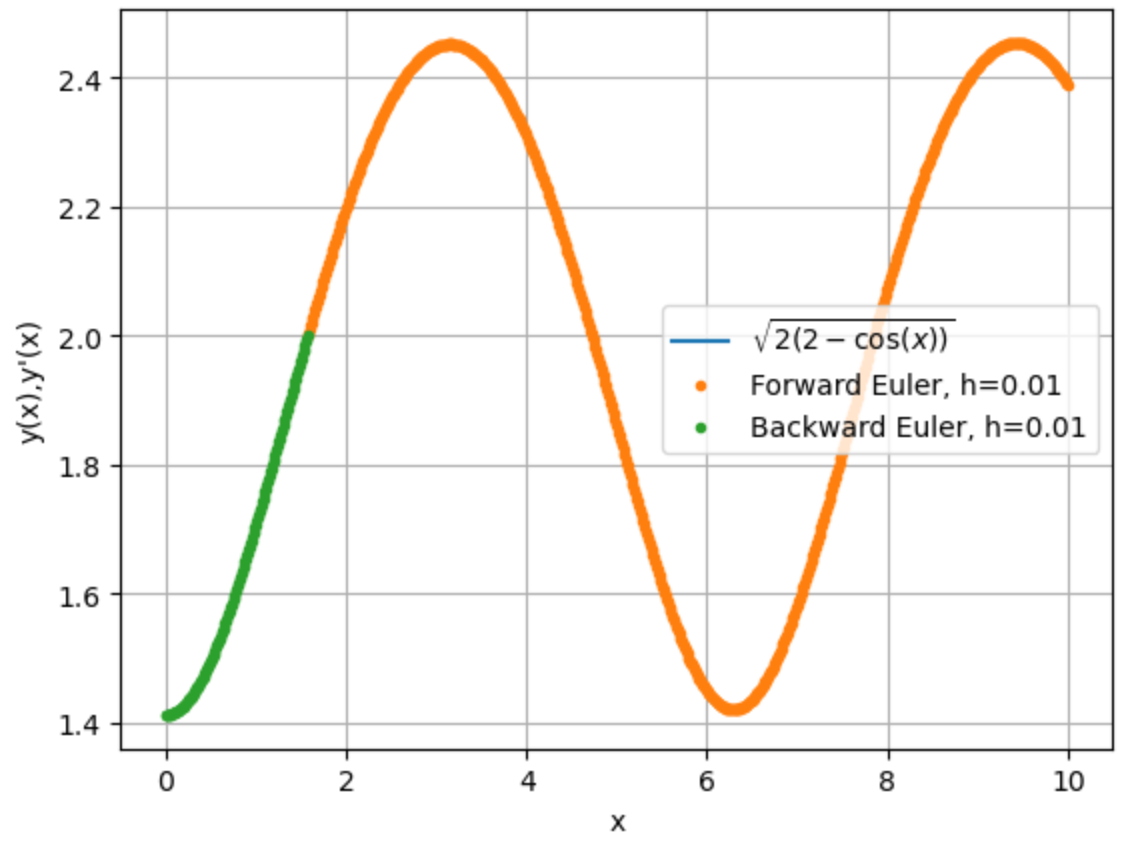 2.4
2.2
2.0
1.8
1.6
1.4
y(x),y'(x)
√2(2 − cos(x))
Forward Euler, h=0.01
Backward Euler, h=0.01
0 2 4 6 8 10
x